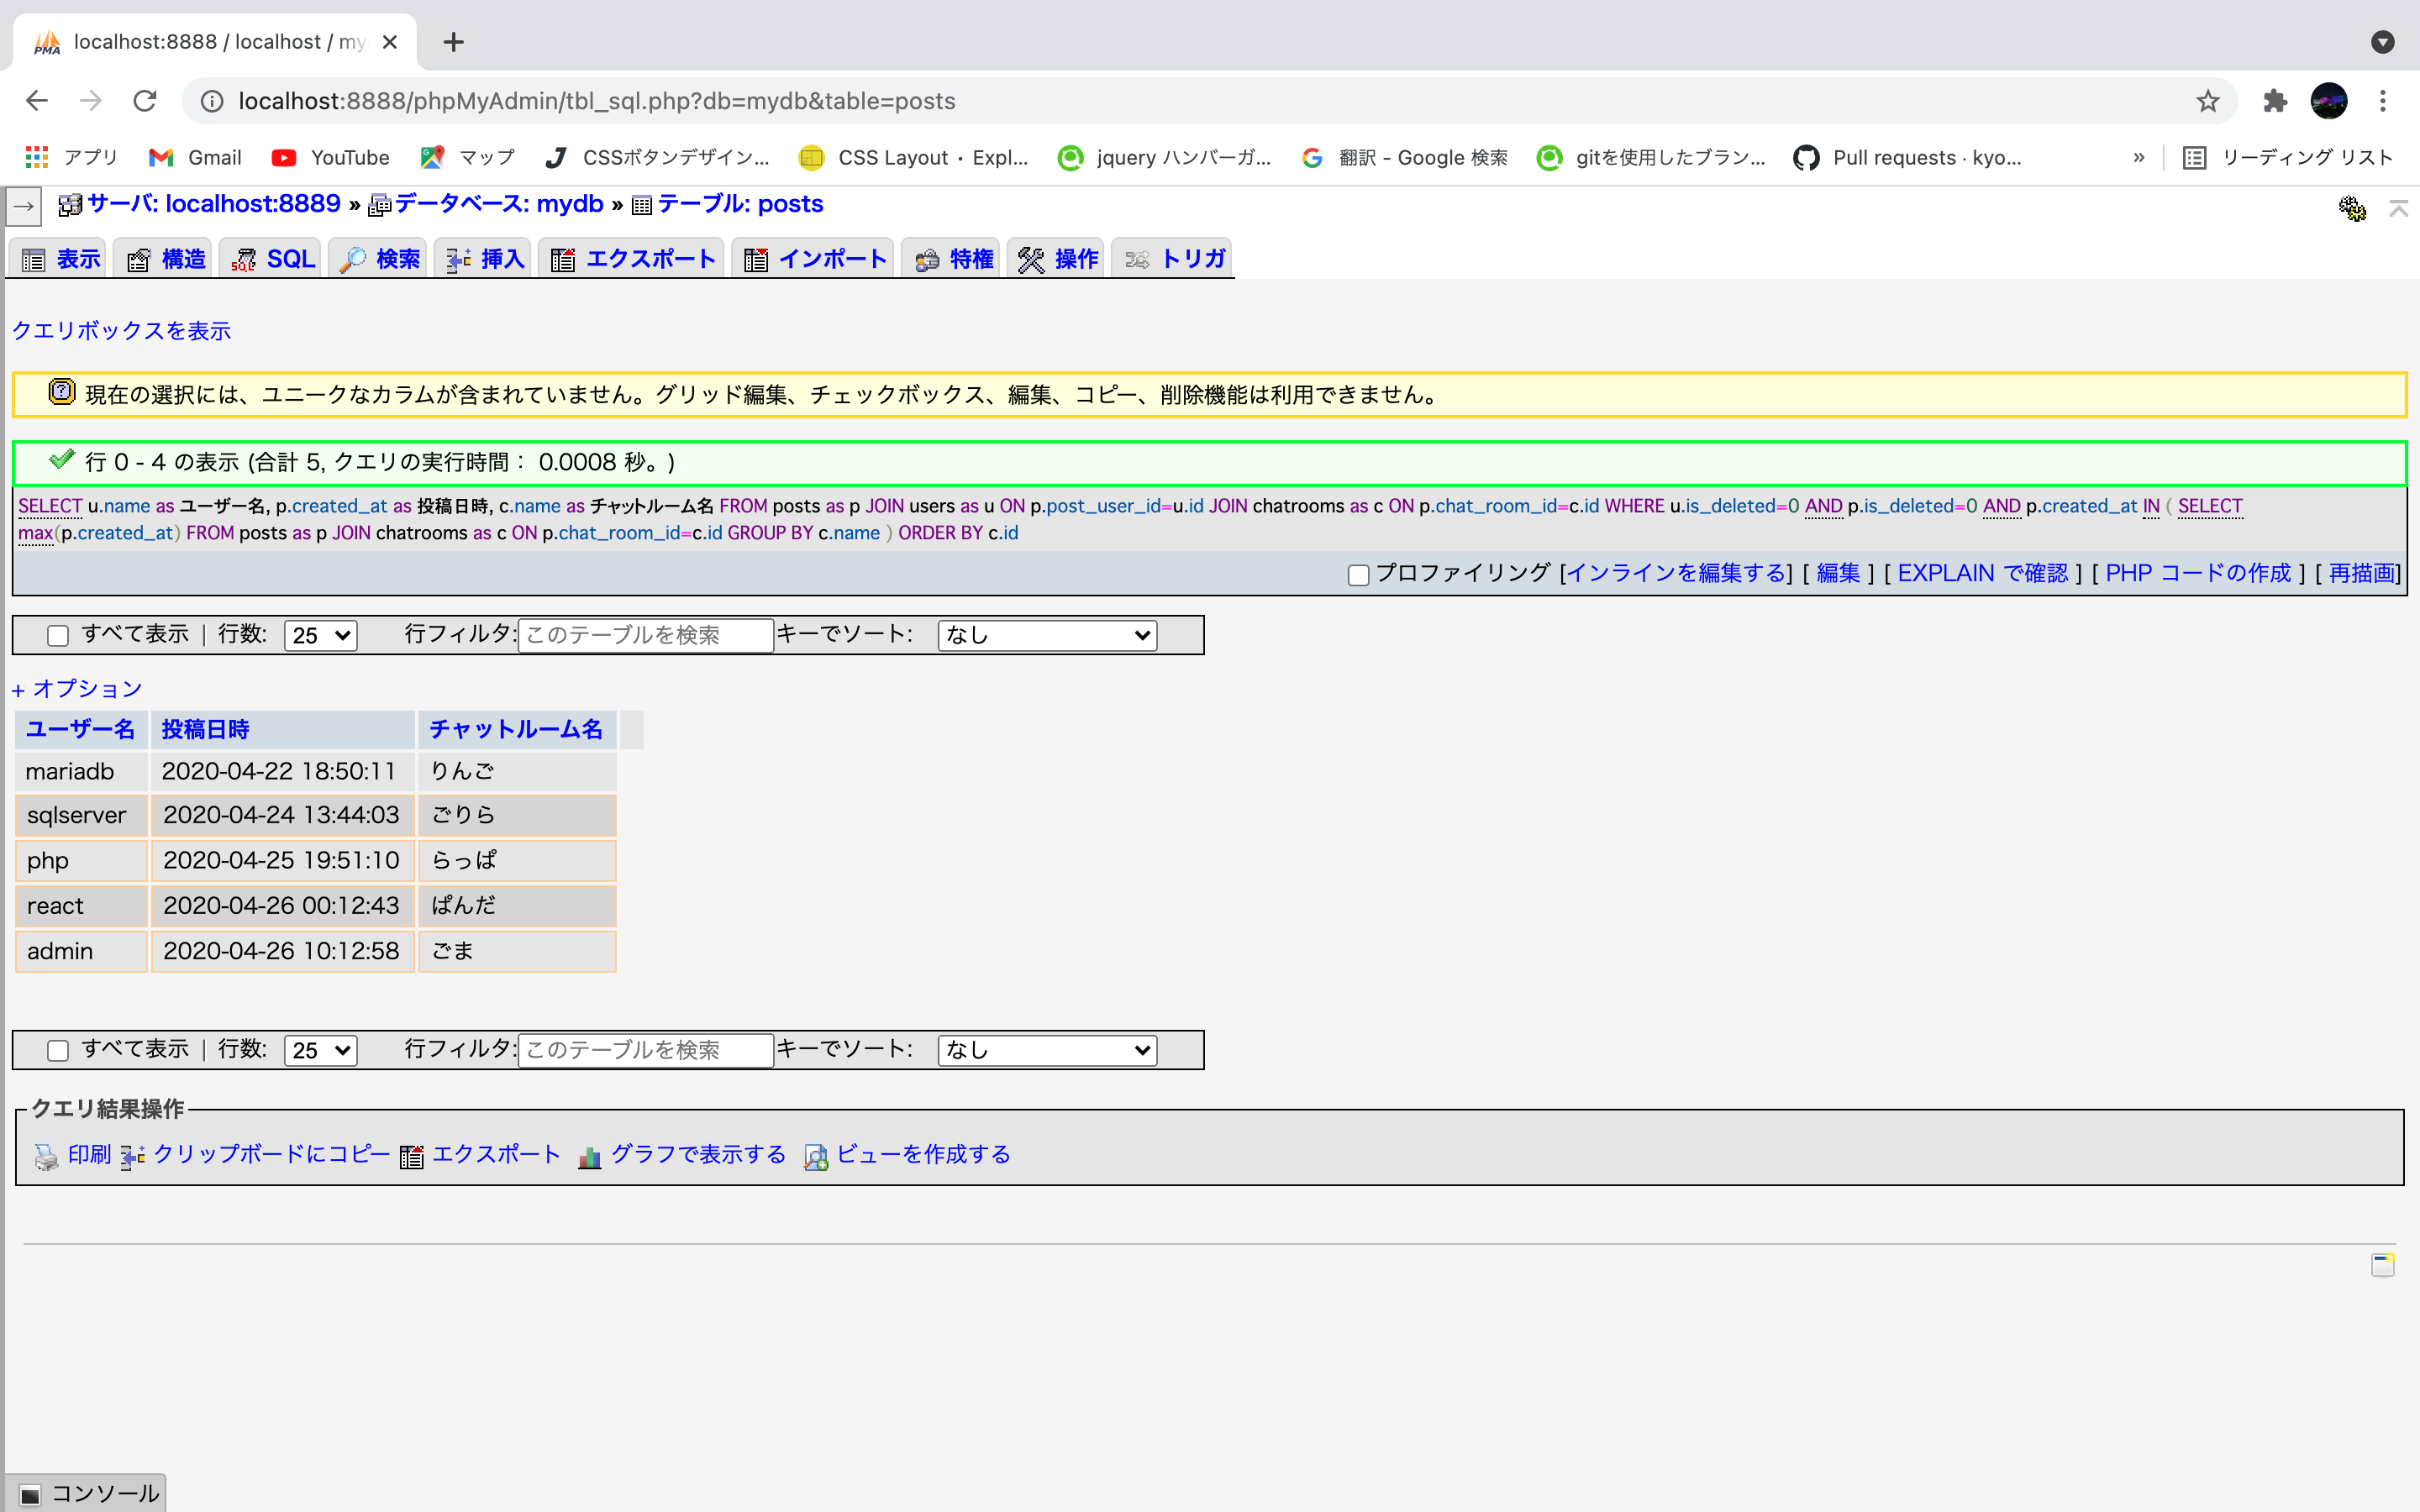 localhost:8888 / localhost / my
localhost:8888/phpMyAdmin/tbl_sql.php?db=mydb&table=posts
アプリ Gmail YouTube マップ CSSボタンデザイン... CSS Layout · Expl... jquery ハンバーガ... 翻訳 - Google 検索 gitを使用したブラン... Pull requests · kyo... » リーディング リスト
サーバ: localhost:8889 » データベース: mydb » テーブル: posts
表示 構造 SQL 検索 挿入 エクスポート インポート 特権 操作 トリガ
クエリボックスを表示
現在の選択には、ユニークなカラムが含まれていません。グリッド編集、チェックボックス、編集、コピー、削除機能は利用できません。
行 0 - 4 の表示 (合計 5, クエリの実行時間： 0.0008 秒。)
SELECT u.name as ユーザー名, p.created_at as 投稿日時, c.name as チャットルーム名 FROM posts as p JOIN users as u ON p.post_user_id=u.id JOIN chatrooms as c ON p.chat_room_id=c.id WHERE u.is_deleted=0 AND p.is_deleted=0 AND p.created_at IN ( SELECT
max(p.created_at) FROM posts as p JOIN chatrooms as c ON p.chat_room_id=c.id GROUP BY c.name ) ORDER BY c.id
プロファイリング [インラインを編集する] [ 編集 ] [ EXPLAIN で確認 ] [ PHP コードの作成 ] [ 再描画]
すべて表示 | 行数: 25 行フィルタ: このテーブルを検索 キーでソート: なし
+ オプション
ユーザー名 投稿日時 チャットルーム名
mariadb 2020-04-22 18:50:11 りんご
sqlserver 2020-04-24 13:44:03 ごりら
php 2020-04-25 19:51:10 らっぱ
react 2020-04-26 00:12:43 ぱんだ
admin 2020-04-26 10:12:58 ごま
すべて表示 | 行数: 25 行フィルタ: このテーブルを検索 キーでソート: なし
クエリ結果操作
印刷 クリップボードにコピー エクスポート グラフで表示する ビューを作成する
コンソール